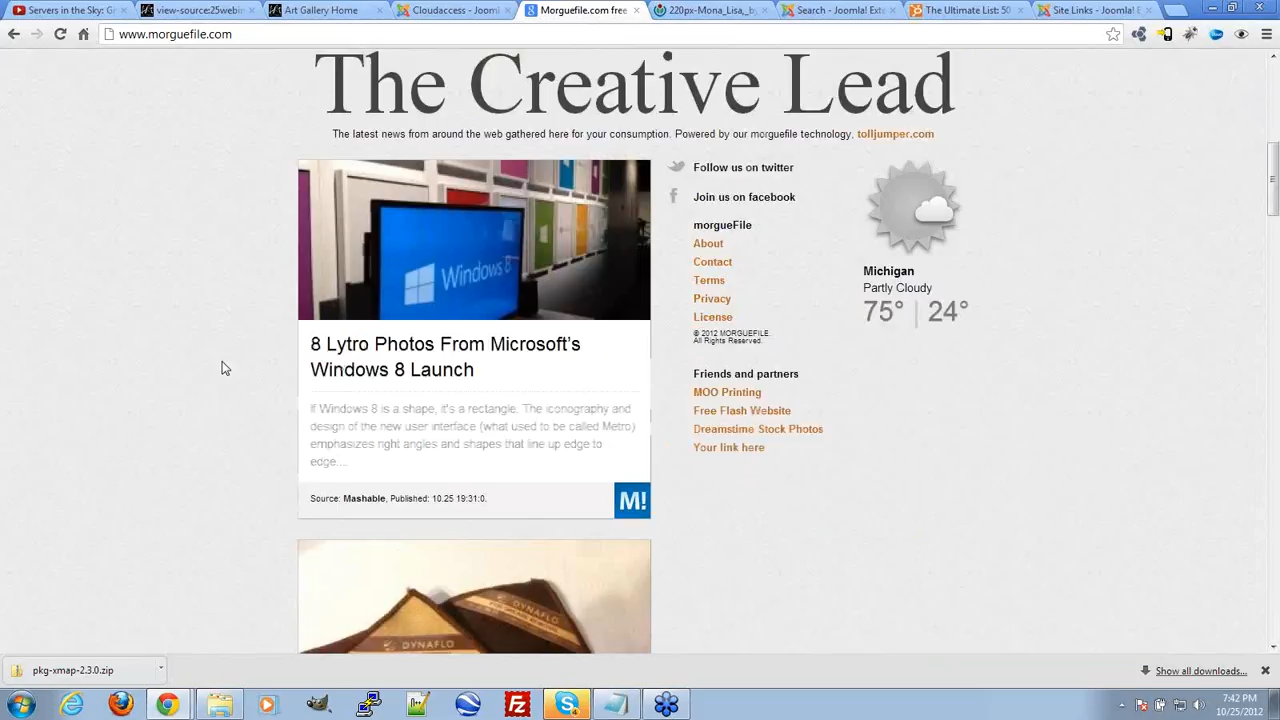 Servers in the Sky: Gr
view-source:25webin
Art Gallery Home
Cloudaccess - Jooml
Morguefile.com free
220px-Mona_Lisa,_by
Search - Joomla! Exte
The Ultimate List: 50
Site Links - Joomla! E
www.morguefile.com
The Creative Lead
The latest news from around the web gathered here for your consumption. Powered by our morguefile technology, tolljumper.com
Windows 8
8 Lytro Photos From Microsoft's
Windows 8 Launch
If Windows 8 is a shape, it's a rectangle. The iconography and
design of the new user interface (what used to be called Metro)
emphasizes right angles and shapes that line up edge to
edge....
Source: Mashable, Published: 10.25 19:31:0.
M!
DYNAFLO
DYNAFLO
Follow us on twitter
Join us on facebook
morgueFile
About
Contact
Terms
Privacy
License
© 2012 MORGUEFILE.
All Rights Reserved.
Friends and partners
MOO Printing
Free Flash Website
Dreamstime Stock Photos
Your link here
Michigan
Partly Cloudy
75° | 24°
pkg-xmap-2.3.0.zip
Show all downloads...
7:42 PM
10/25/2012